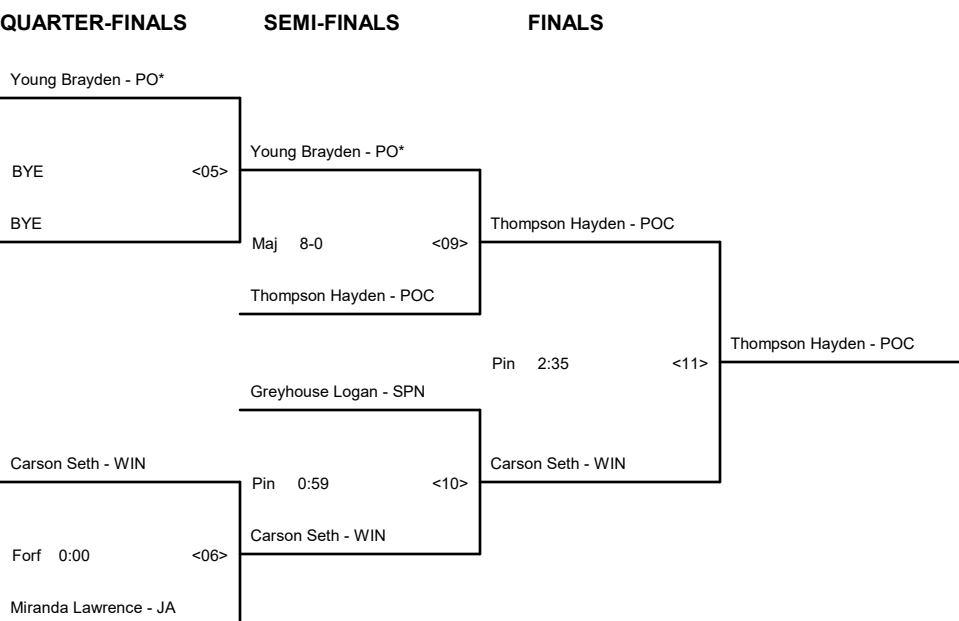 QUARTER-FINALS SEMI-FINALS FINALS
Young Brayden - PO*
Young Brayden - PO*
BYE <05>
BYE
Thompson Hayden - POC
Maj 8-0 <09>
Thompson Hayden - POC
Thompson Hayden - POC
Pin 2:35 <11>
Greyhouse Logan - SPN
Carson Seth - WIN
Carson Seth - WIN
Pin 0:59 <10>
Carson Seth - WIN
Forf 0:00 <06>
Miranda Lawrence - JA